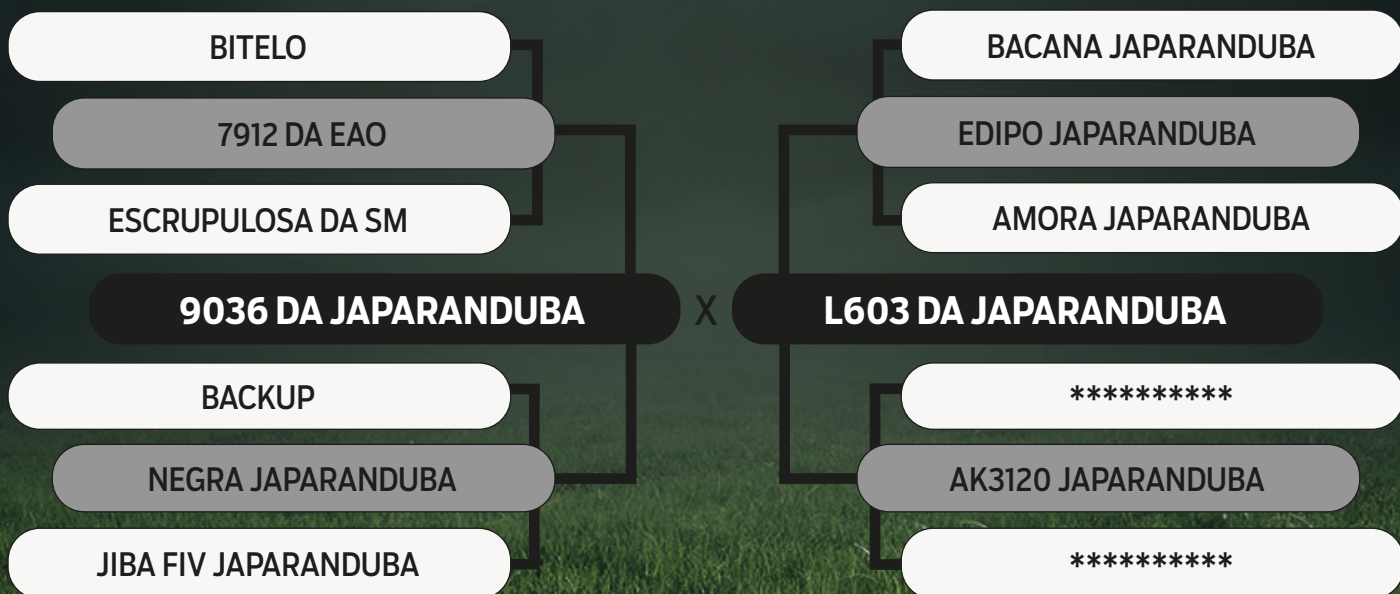 BITELO
7912 DA EAO
ESCRUPULOSA DA SM
9036 DA JAPARANDUBA
BACKUP
NEGRA JAPARANDUBA
JIBA FIV JAPARANDUBA
X
BACANA JAPARANDUBA
EDIPO JAPARANDUBA
AMORA JAPARANDUBA
L603 DA JAPARANDUBA
**********
AK3120 JAPARANDUBA
**********